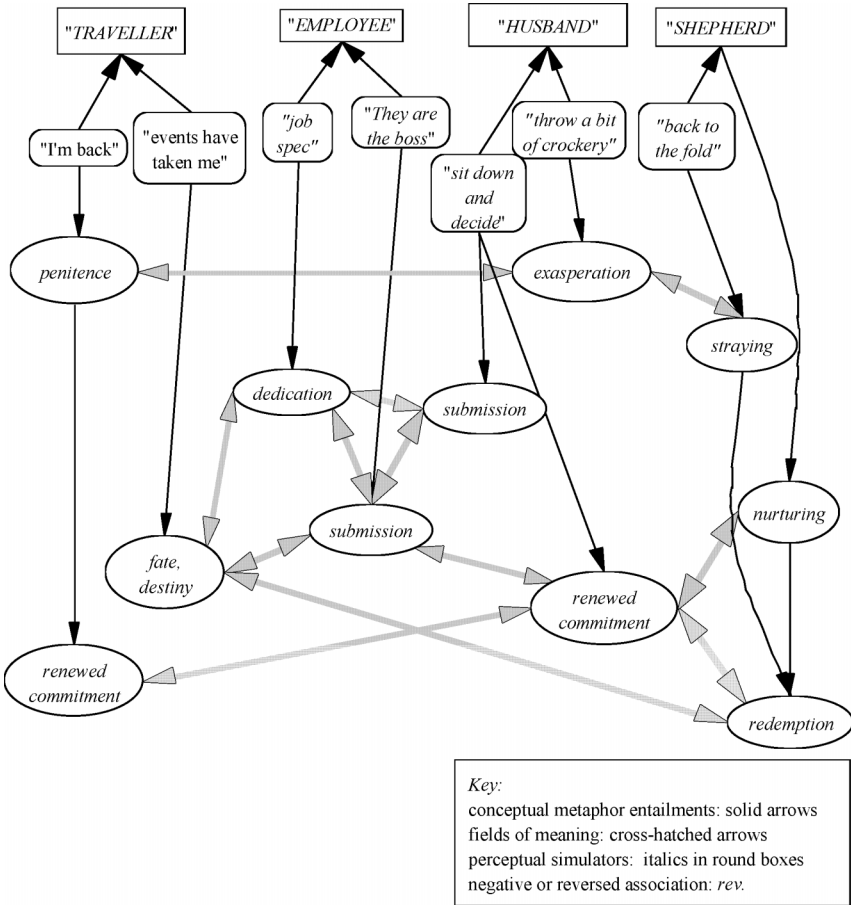 "TRAVELLER"
"EMPLOYEE"
"HUSBAND"
"SHEPHERD"
"I'm back"
"events have
taken me"
"job
spec"
"They are
the boss"
"sit down
and
decide"
"throw a bit
of crockery"
"back to
the fold"
penitence
exasperation
straying
dedication
submission
nurturing
submission
fate,
destiny
renewed
commitment
renewed
commitment
redemption
Key:
conceptual metaphor entailments: solid arrows
fields of meaning: cross-hatched arrows
perceptual simulators: italics in round boxes
negative or reversed association: rev.